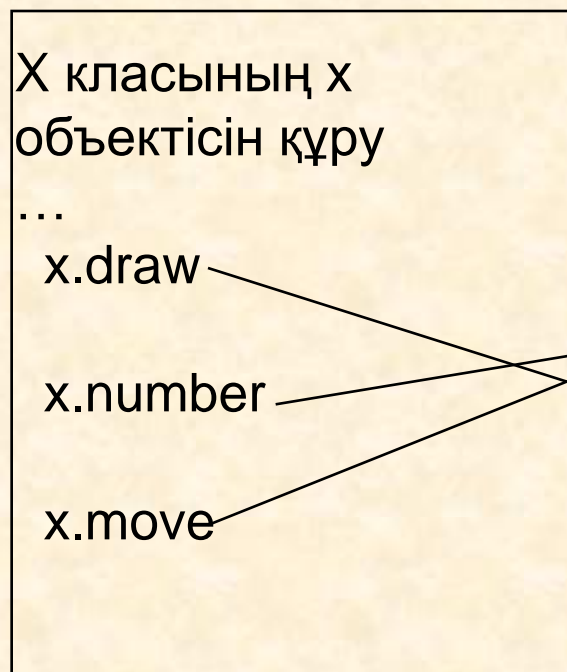 Х класының х
объектісін құру
…
x.draw
x.number
x.move